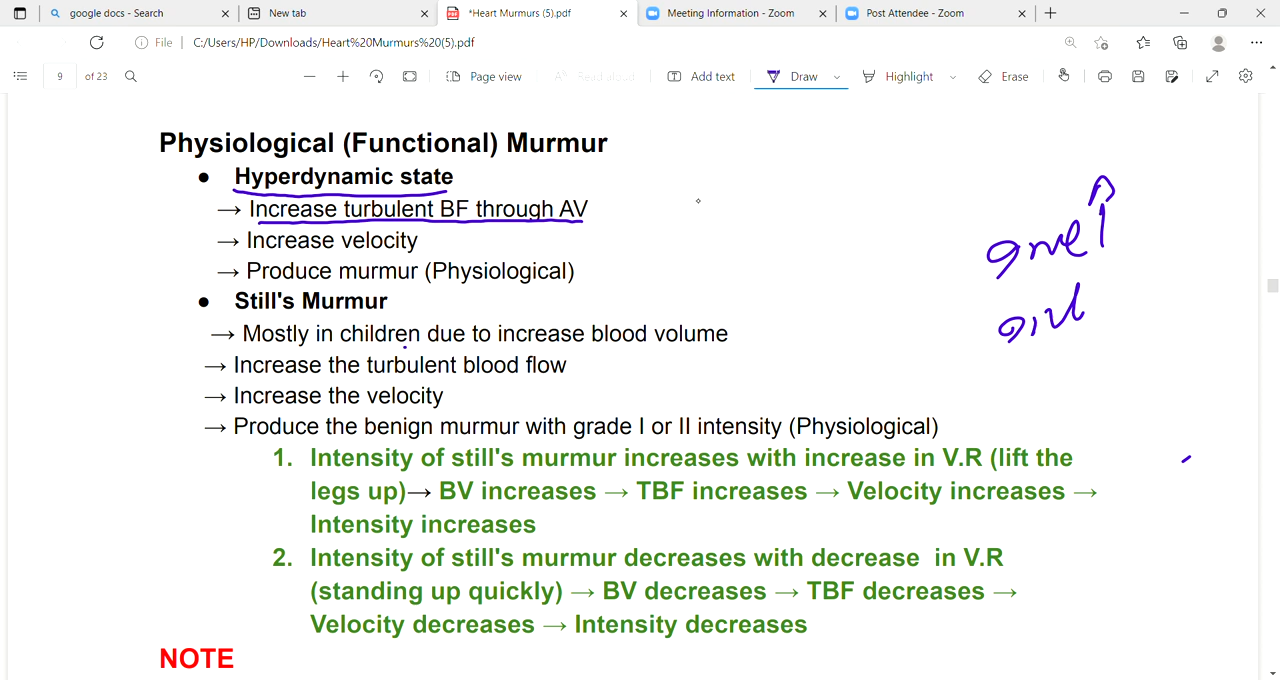 google docs - Search
New tab
*Heart Murmurs (5).pdf
Meeting Information - Zoom
Post Attendee - Zoom
File
C:/Users/HP/Downloads/Heart%20Murmurs%20(5).pdf
9 of 23
Page view
Read aloud
Add text
Draw
Highlight
Erase
Physiological (Functional) Murmur
● Hyperdynamic state
→ Increase turbulent BF through AV
→ Increase velocity
→ Produce murmur (Physiological)
● Still's Murmur
→ Mostly in children due to increase blood volume
→ Increase the turbulent blood flow
→ Increase the velocity
→ Produce the benign murmur with grade I or II intensity (Physiological)
1. Intensity of still's murmur increases with increase in V.R (lift the
legs up)→ BV increases → TBF increases → Velocity increases →
Intensity increases
2. Intensity of still's murmur decreases with decrease in V.R
(standing up quickly) → BV decreases → TBF decreases →
Velocity decreases → Intensity decreases
NOTE